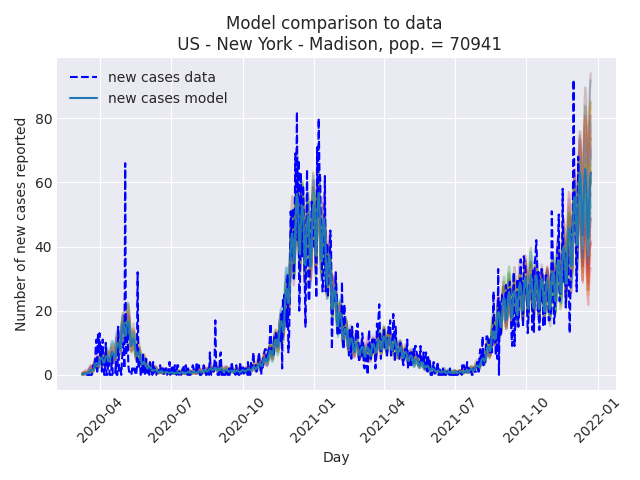 Model comparison to data
US - New York - Madison, pop. = 70941
new cases data
new cases model
Number of new cases reported
80
60
40
20
0
2020-04
2020-07
2020-10
2021-01
2021-04
2021-07
2021-10
2022-01
Day